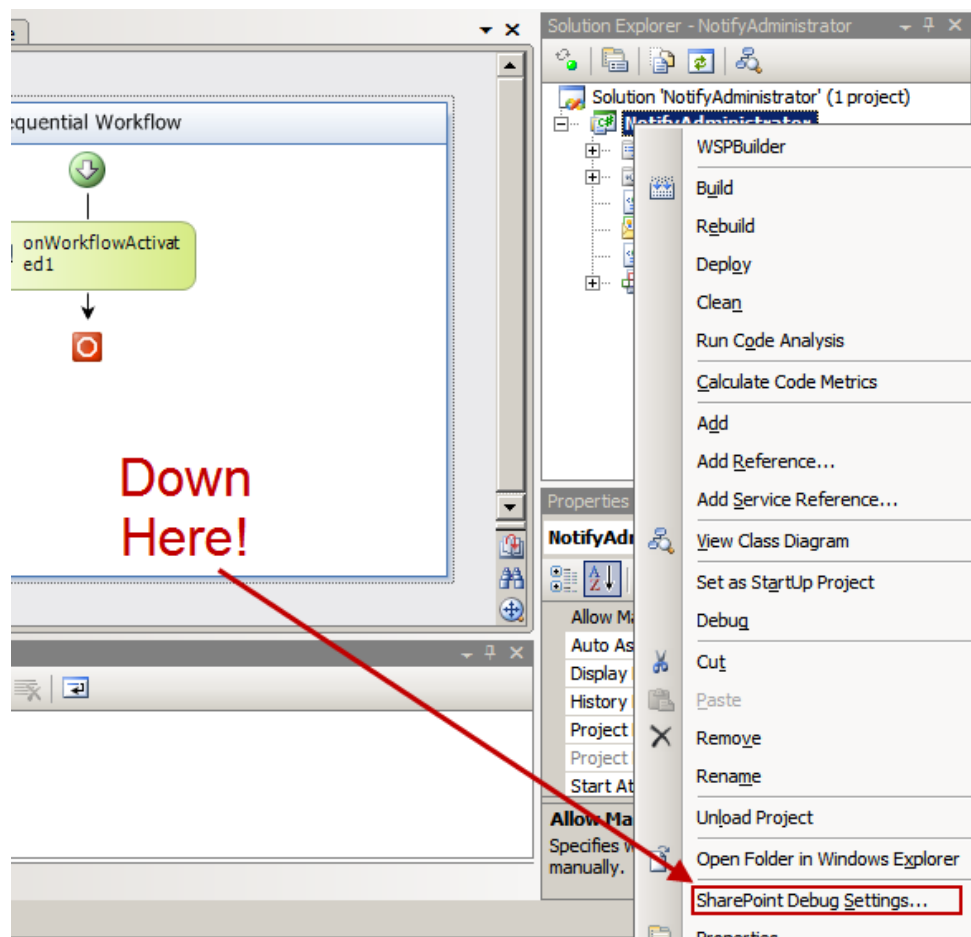 Solution Explorer - NotifyAdministrator
Solution 'NotifyAdministrator' (1 project)
NotifyAdministrator
equential Workflow
onWorkflowActivat
ed1
Down
Here!
WSPBuilder
Build
Rebuild
Deploy
Clean
Run Code Analysis
Calculate Code Metrics
Add
Add Reference...
Add Service Reference...
View Class Diagram
Set as StartUp Project
Debug
Cut
Paste
Remove
Rename
Unload Project
Open Folder in Windows Explorer
SharePoint Debug Settings...
Properties
Properties
NotifyAdr
Allow Ma
Auto As
Display
History
Project
Project
Start At
Allow Ma
Specifies w
manually.